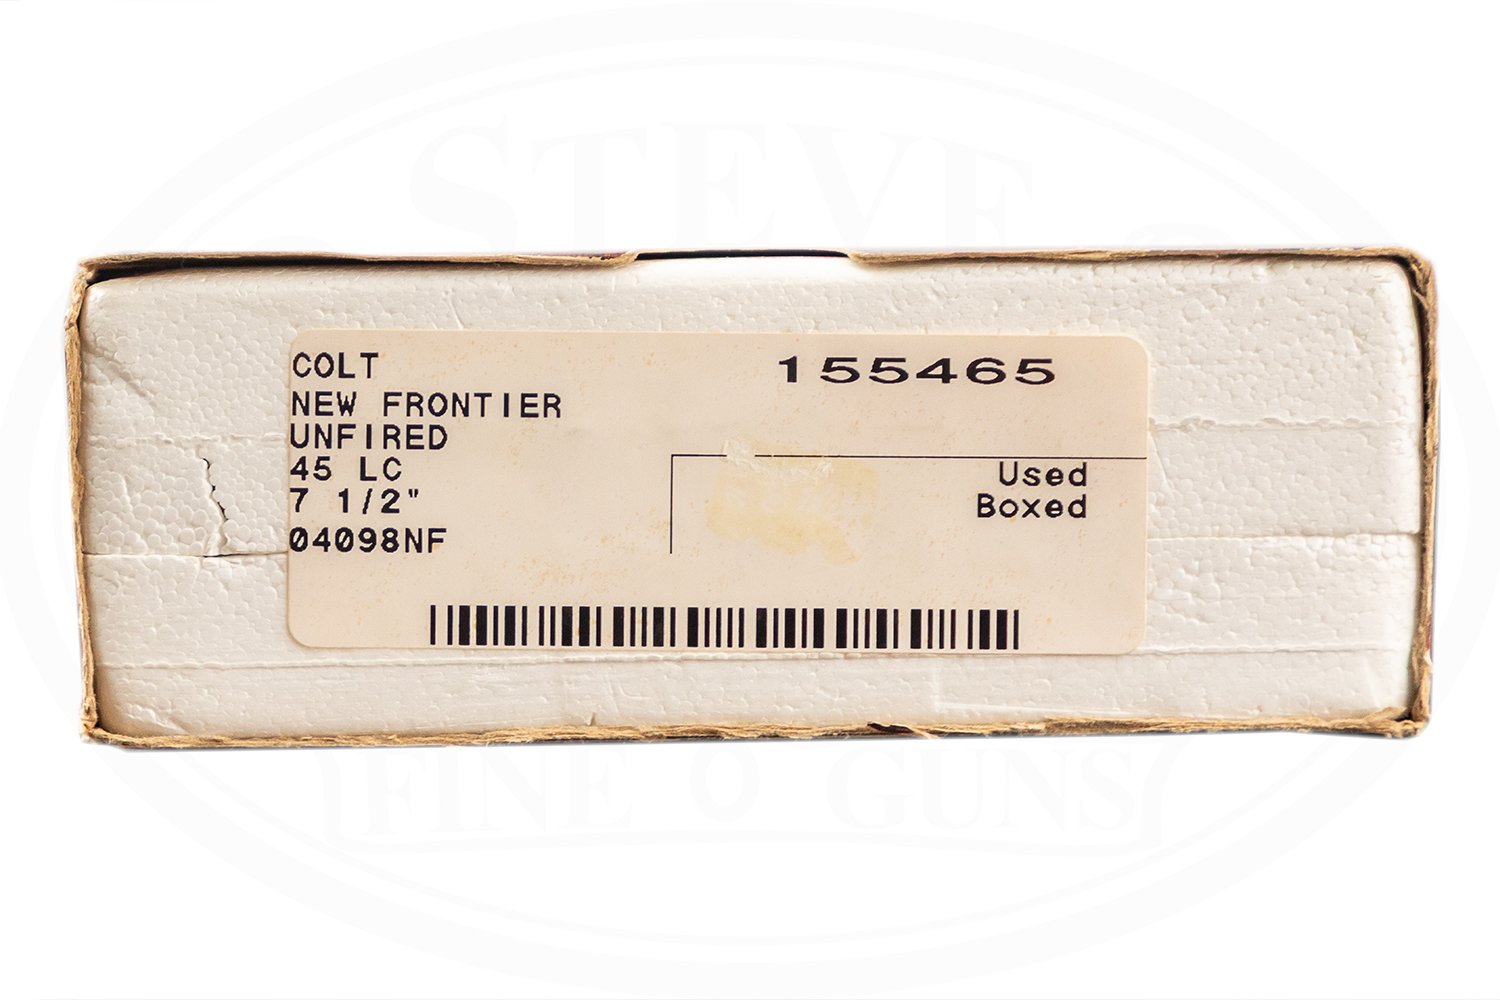 STEVE
COLT
155465
NEW FRONTIER
UNFIRED
45 LC
7 1/2"
04098NF
Used
Boxed
FINE GUNS